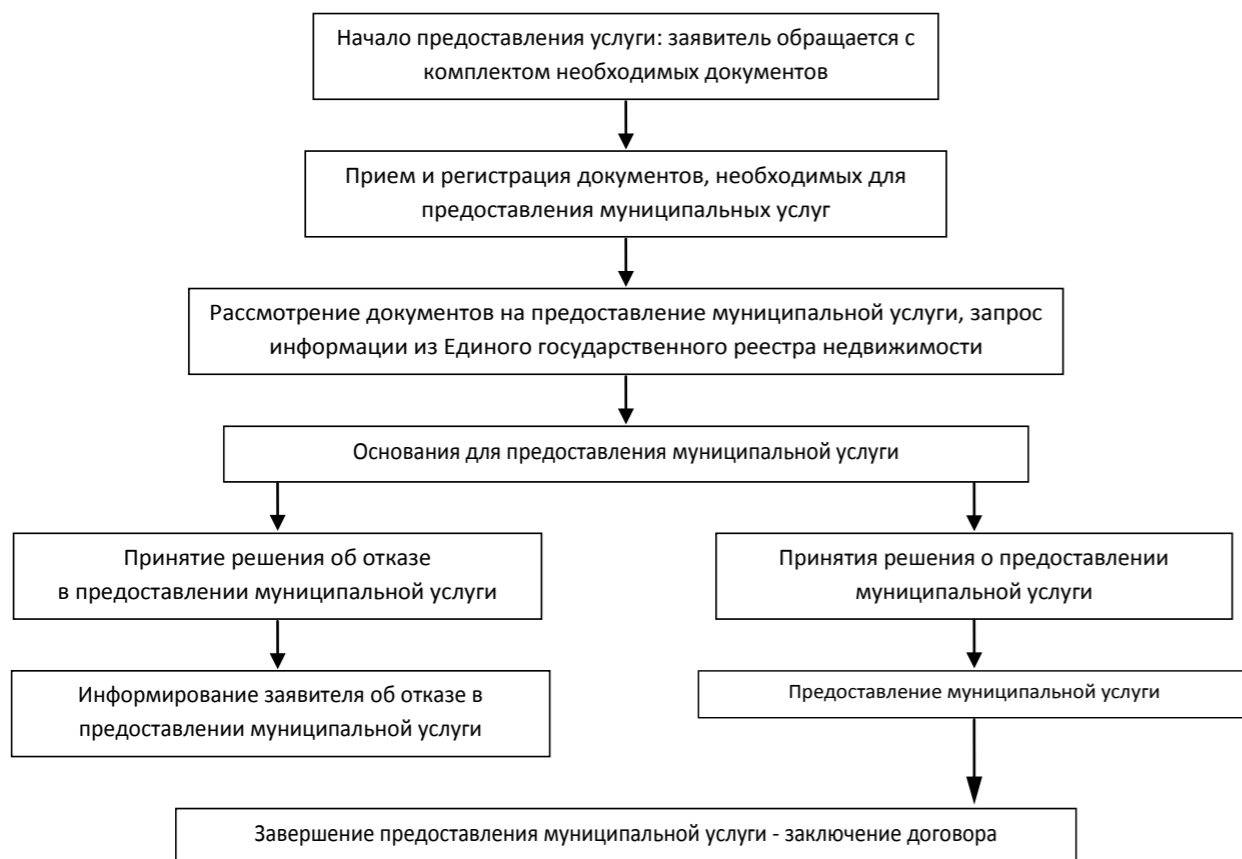 Начало предоставления услуги: заявитель обращается с
комплектом необходимых документов
Прием и регистрация документов, необходимых для
предоставления муниципальных услуг
Рассмотрение документов на предоставление муниципальной услуги, запрос
информации из Единого государственного реестра недвижимости
Основания для предоставления муниципальной услуги
Принятие решения об отказе
в предоставлении муниципальной услуги
Принятия решения о предоставлении
муниципальной услуги
Информирование заявителя об отказе в
предоставлении муниципальной услуги
Предоставление муниципальной услуги
Завершение предоставления муниципальной услуги - заключение договора